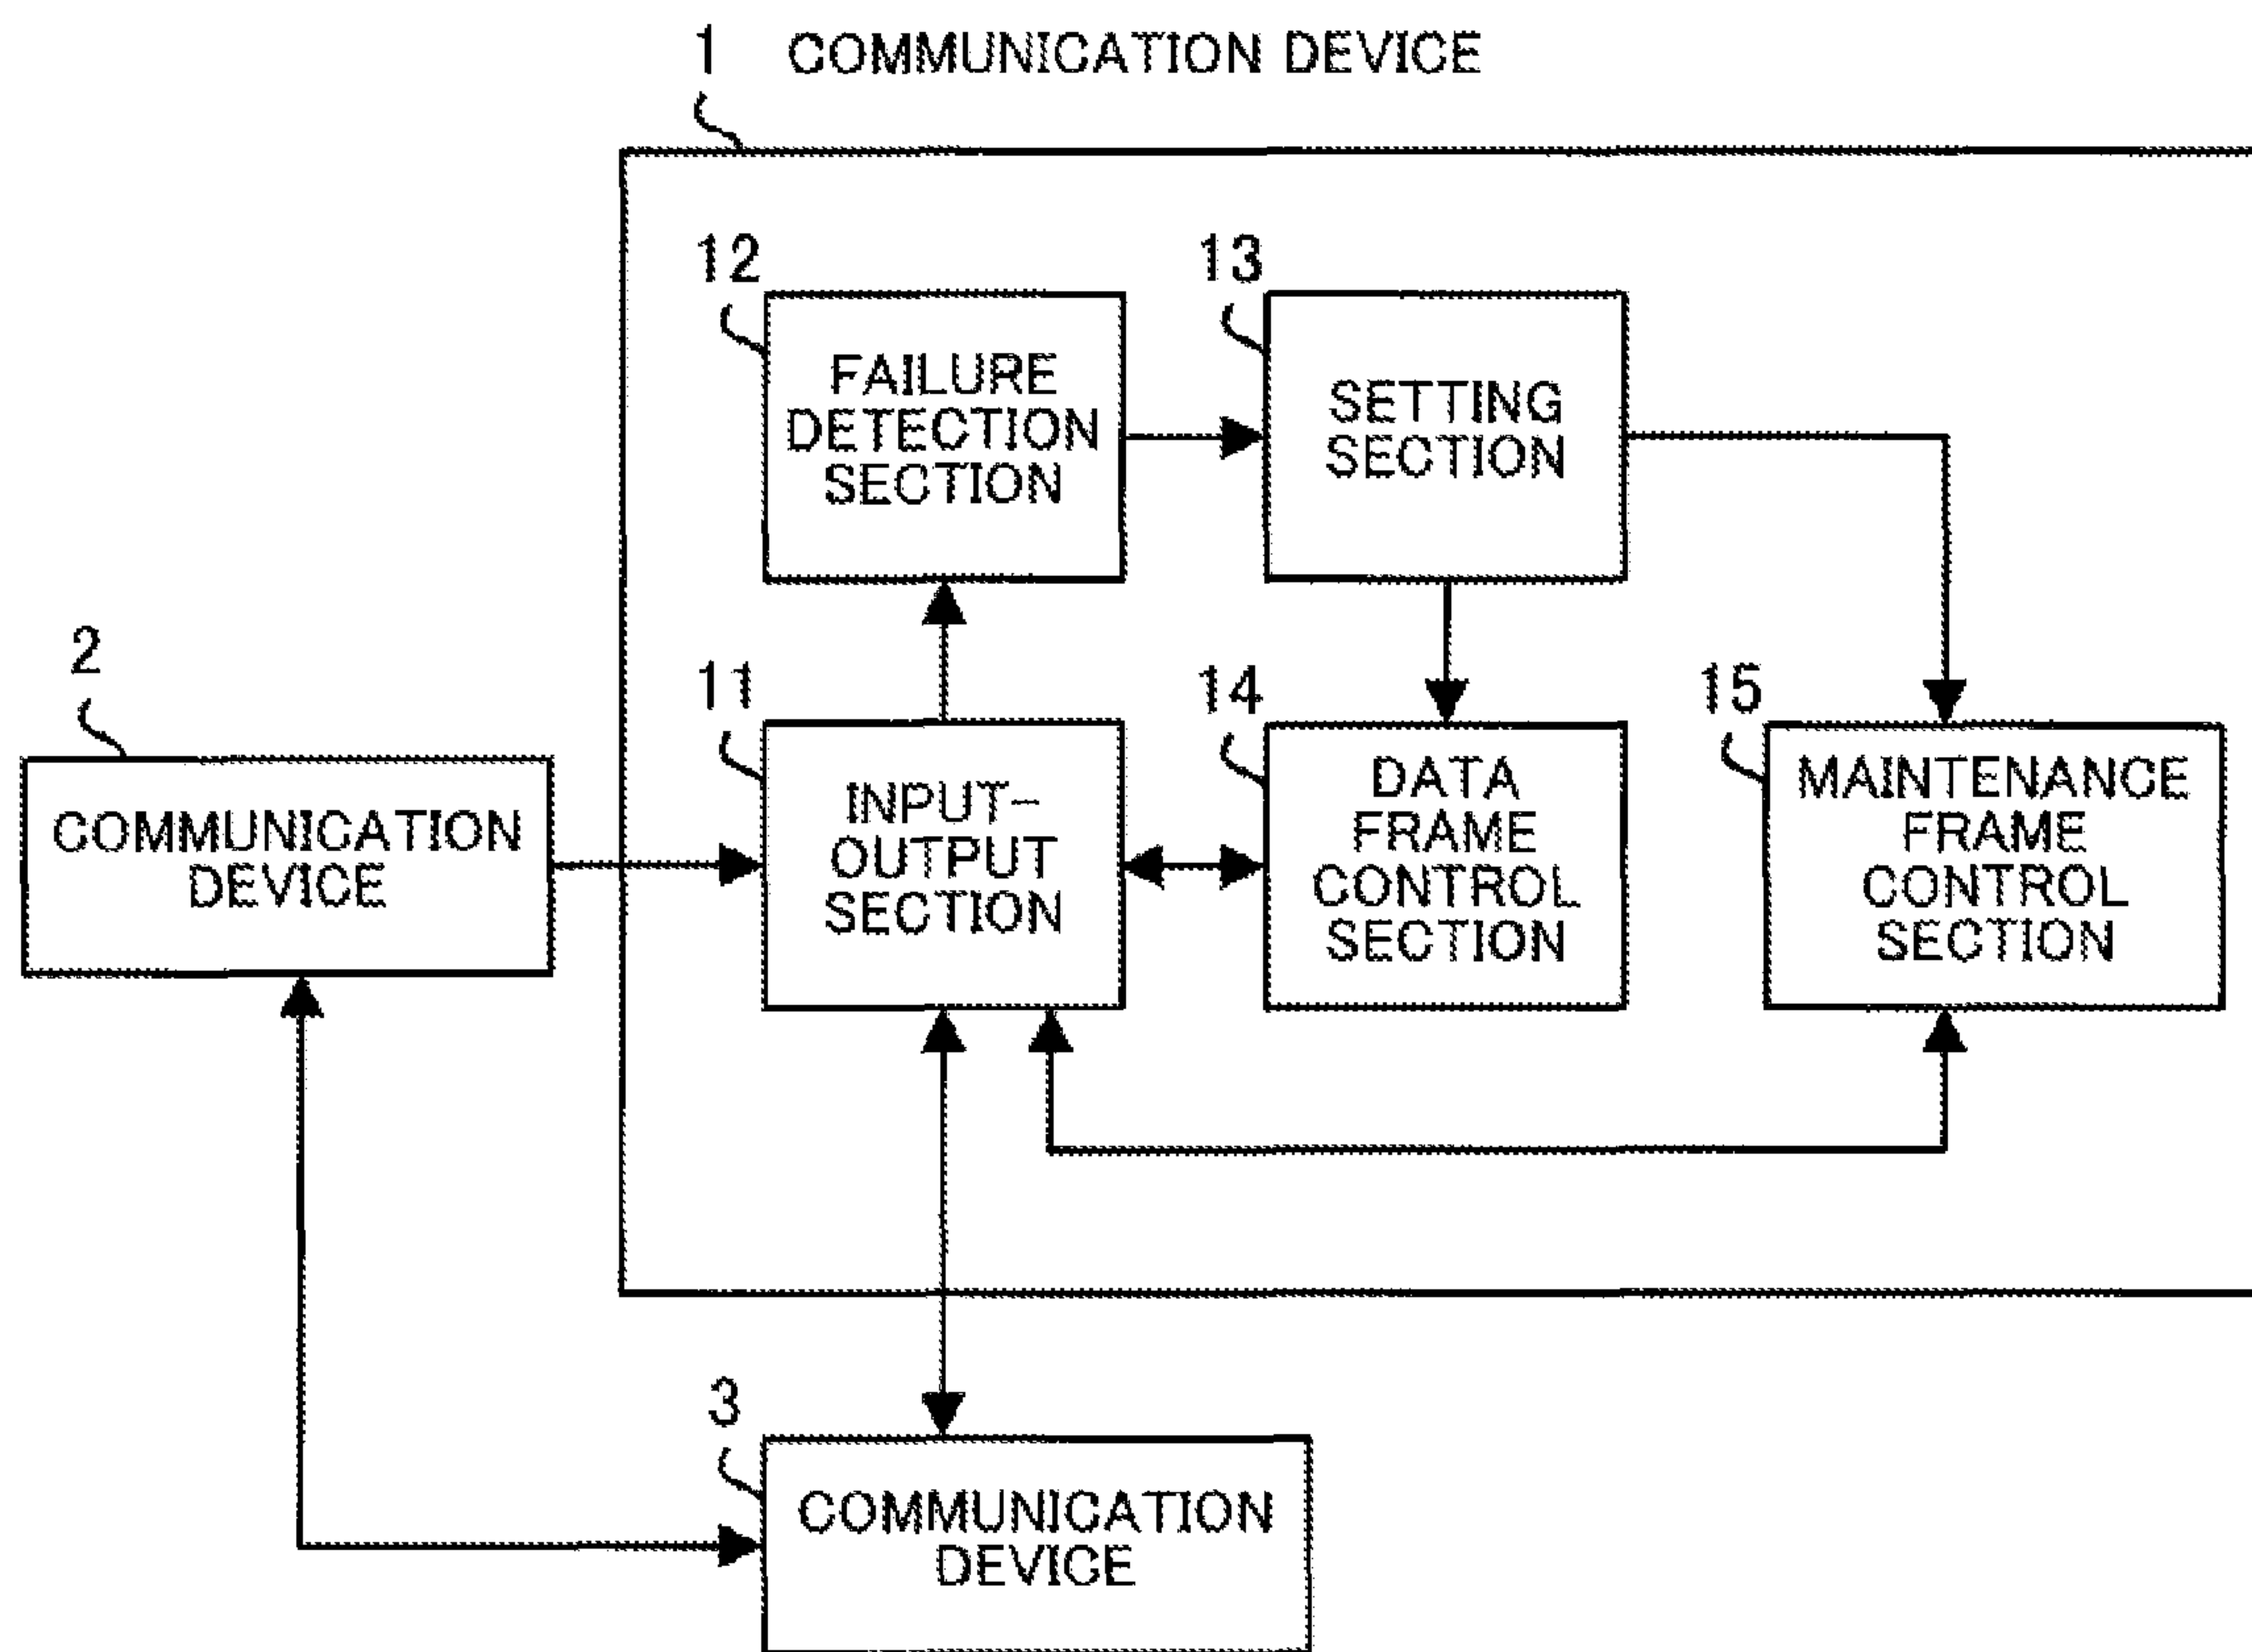 1 COMMUNICATION DEVICE
12
FAILURE
DETECTION
SECTION
13
SETTING
SECTION
2
COMMUNICATION
DEVICE
11
INPUT-
OUTPUT
SECTION
14
DATA
FRAME
CONTROL
SECTION
15
MAINTENANCE
FRAME
CONTROL
SECTION
3
COMMUNICATION
DEVICE